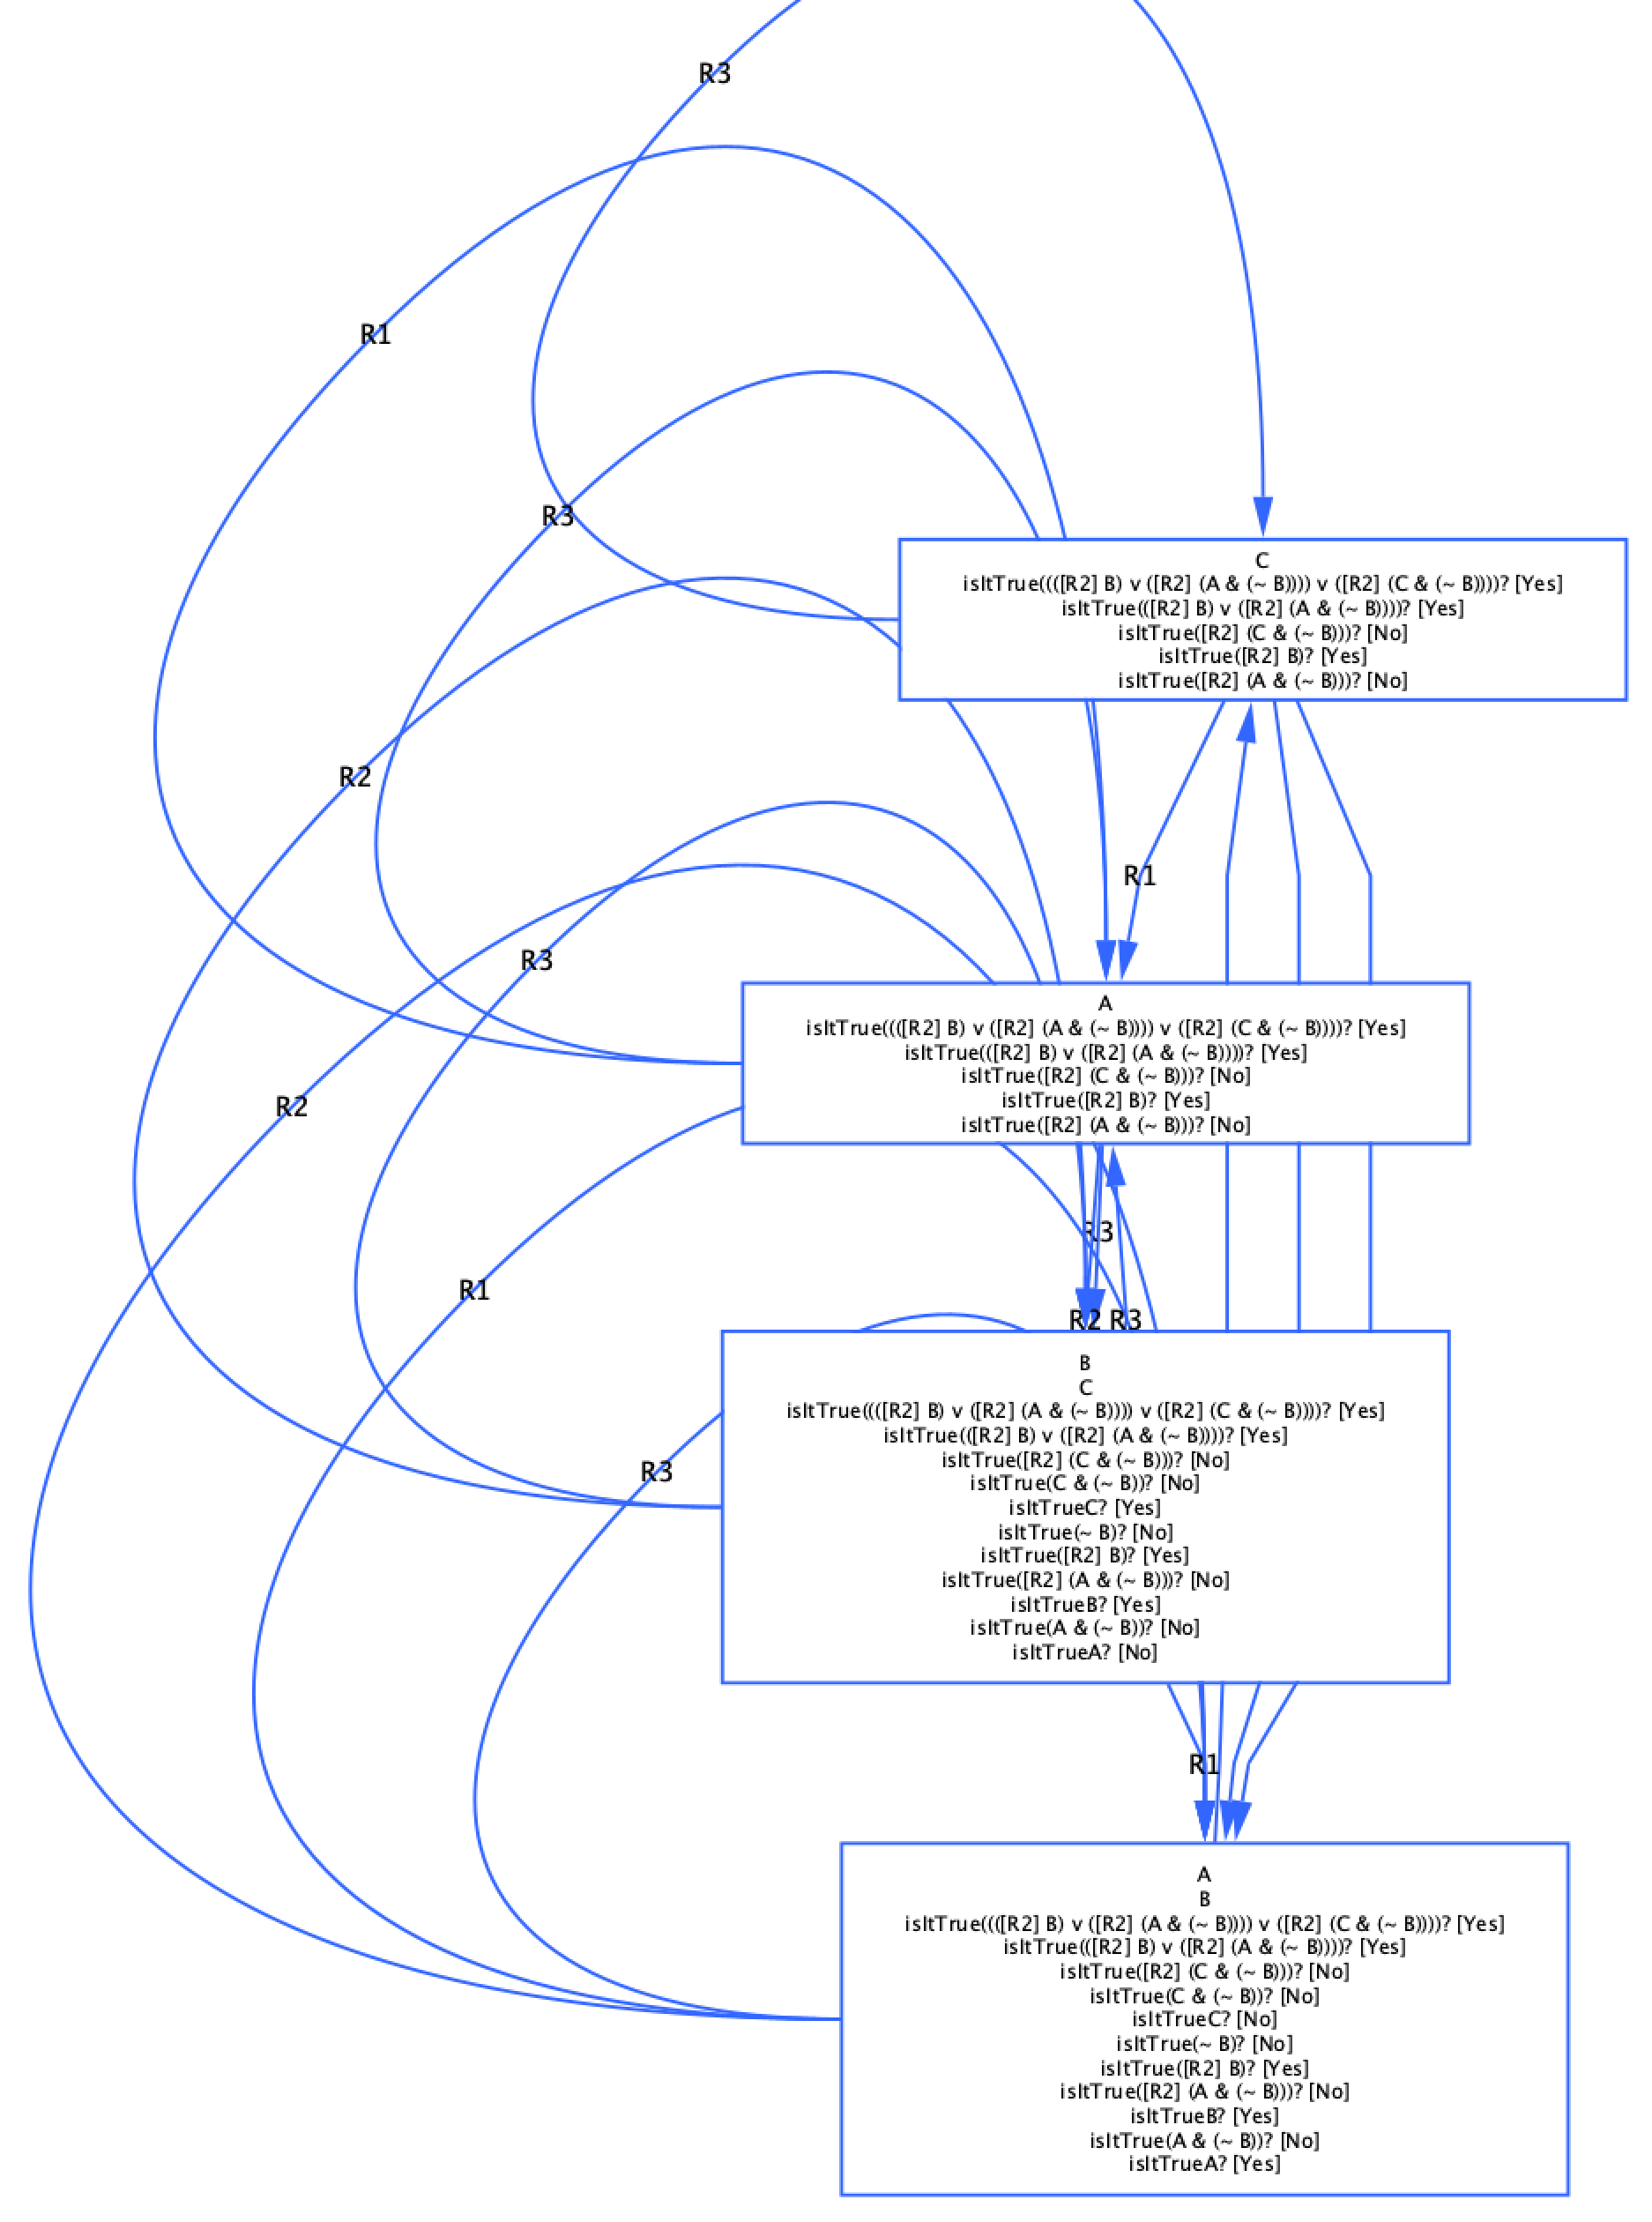 R3
R1
R3
C
isItTrue((([R2] B) v ([R2] (A & (~ B)))) v ([R2] (C & (~ B))))? [Yes]
isItTrue(([R2] B) v ([R2] (A & (~ B))))? [Yes]
isItTrue([R2] (C & (~ B)))? [No]
isItTrue([R2] B)? [Yes]
isItTrue([R2] (A & (~ B)))? [No]
R2
R1
R3
A
isItTrue((([R2] B) v ([R2] (A & (~ B)))) v ([R2] (C & (~ B))))? [Yes]
isItTrue(([R2] B) v ([R2] (A & (~ B))))? [Yes]
isItTrue([R2] (C & (~ B)))? [No]
isItTrue([R2] B)? [Yes]
isItTrue([R2] (A & (~ B)))? [No]
R2
R3
R1
R2 R3
B
C
isItTrue((([R2] B) v ([R2] (A & (~ B)))) v ([R2] (C & (~ B))))? [Yes]
isItTrue(([R2] B) v ([R2] (A & (~ B))))? [Yes]
isItTrue([R2] (C & (~ B)))? [No]
isItTrue(C & (~ B))? [No]
isItTrueC? [Yes]
isItTrue(~ B)? [No]
isItTrue([R2] B)? [Yes]
isItTrue([R2] (A & (~ B)))? [No]
isItTrueB? [Yes]
isItTrue(A & (~ B))? [No]
isItTrueA? [No]
R3
R1
A
B
isItTrue((([R2] B) v ([R2] (A & (~ B)))) v ([R2] (C & (~ B))))? [Yes]
isItTrue(([R2] B) v ([R2] (A & (~ B))))? [Yes]
isItTrue([R2] (C & (~ B)))? [No]
isItTrue(C & (~ B))? [No]
isItTrueC? [No]
isItTrue(~ B)? [No]
isItTrue([R2] B)? [Yes]
isItTrue([R2] (A & (~ B)))? [No]
isItTrueB? [Yes]
isItTrue(A & (~ B))? [No]
isItTrueA? [Yes]